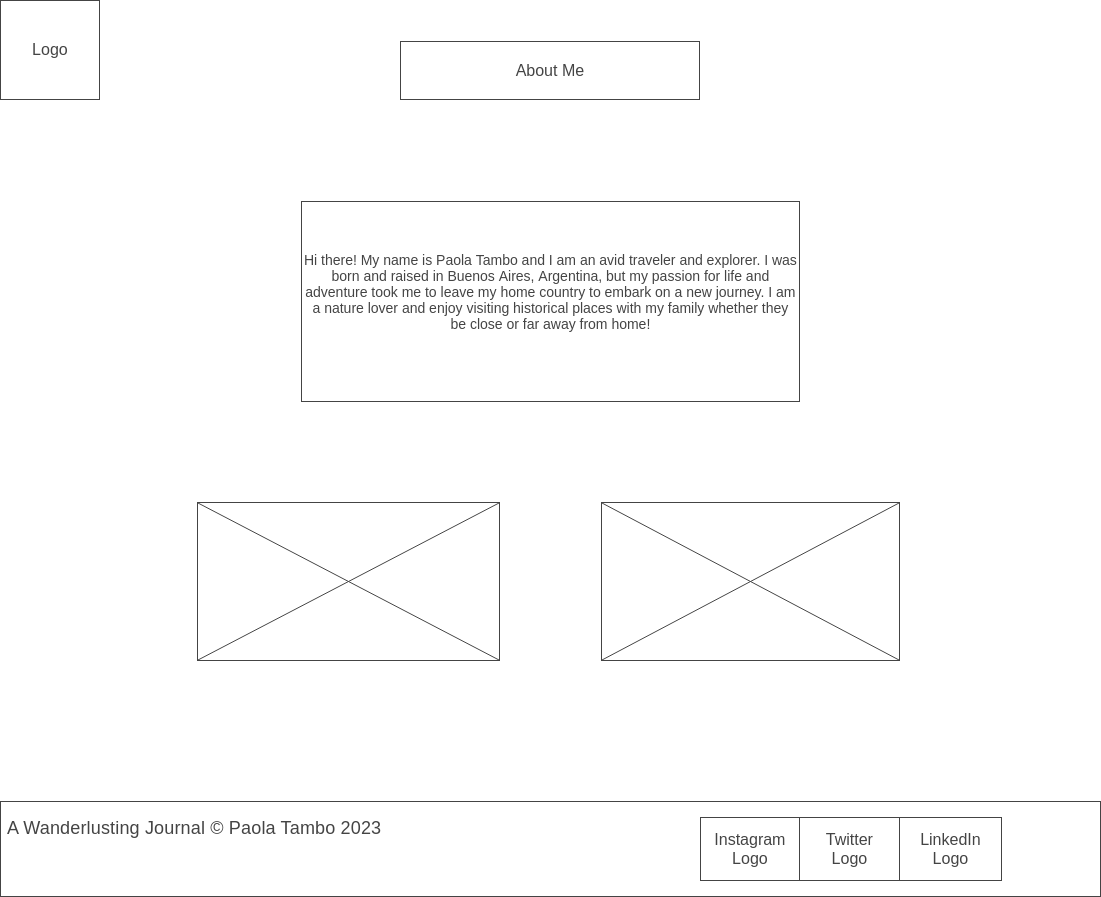 Logo
About Me
Hi there! My name is Paola Tambo and I am an avid traveler and explorer. I was
born and raised in Buenos Aires, Argentina, but my passion for life and
adventure took me to leave my home country to embark on a new journey. I am
a nature lover and enjoy visiting historical places with my family whether they
be close or far away from home!
A Wanderlusting Journal © Paola Tambo 2023
Instagram
Logo
Twitter
Logo
LinkedIn
Logo